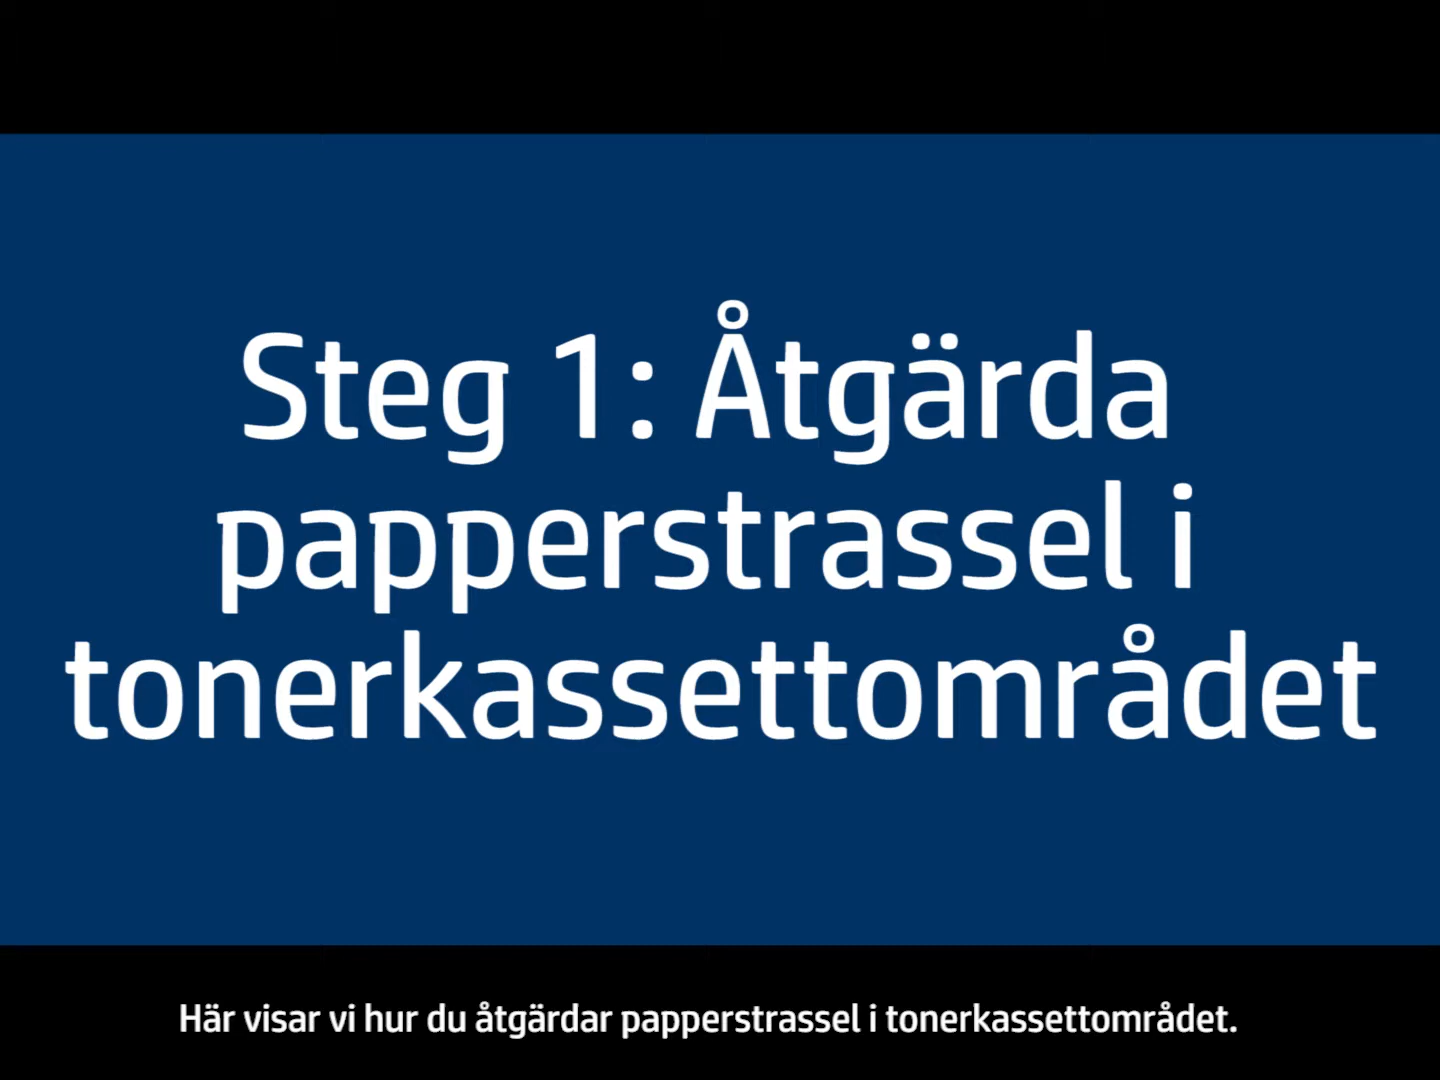 Steg 1: Åtgärda
papperstrassel i
tonerkassettområdet
Här visar vi hur du åtgärdar papperstrassel i tonerkassettområdet.